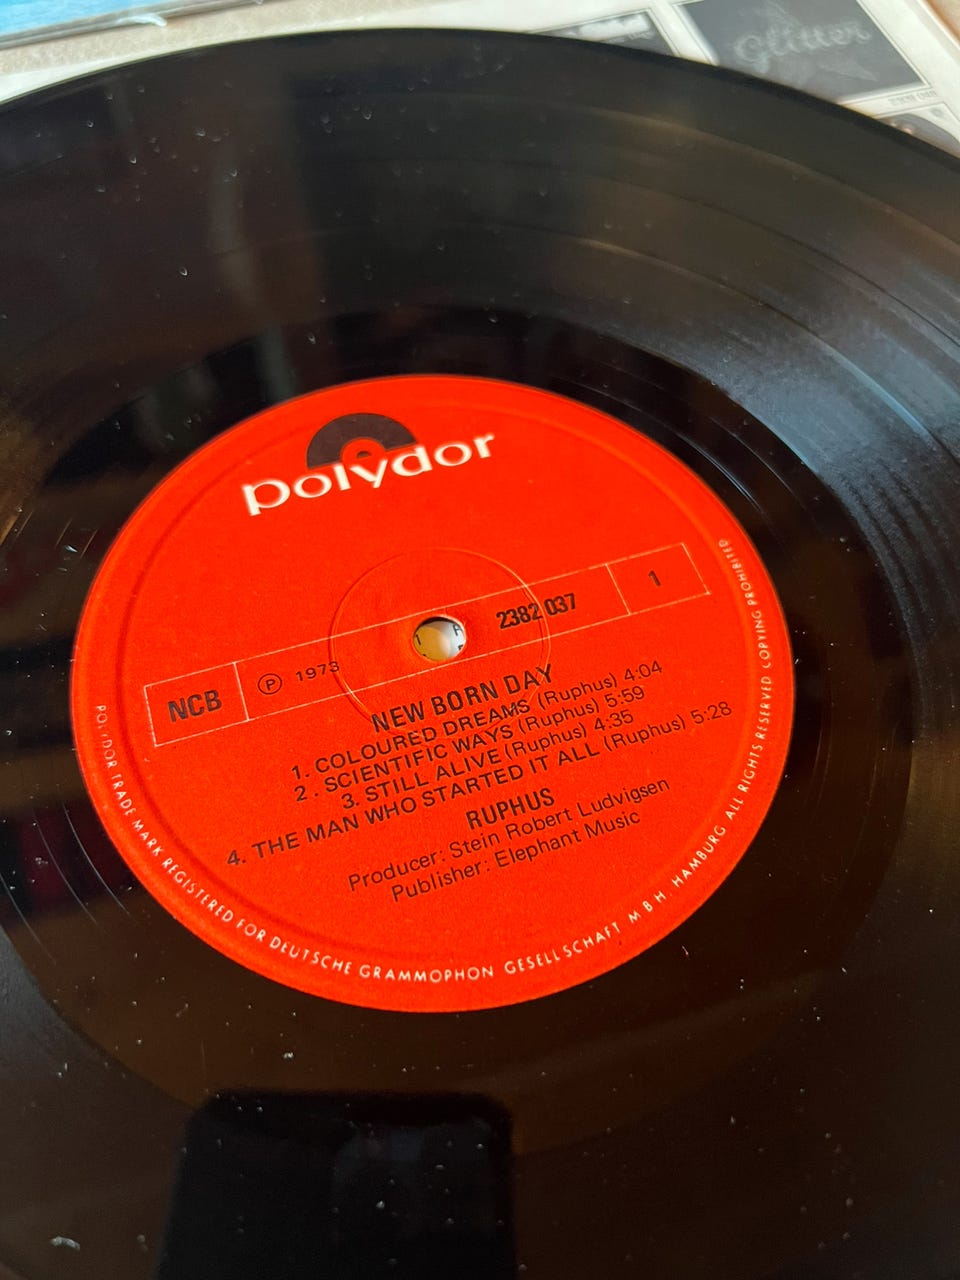 Glitter
polydor
NCB
Ⓟ 1973
2382 037
1
NEW BORN DAY
1. COLOURED DREAMS (Ruphus) 4:04
2. SCIENTIFIC WAYS (Ruphus) 5:59
3. STILL ALIVE (Ruphus) 4:35
4. THE MAN WHO STARTED IT ALL (Ruphus) 5:28
RUPHUS
Producer: Stein Robert Ludvigsen
Publisher: Elephant Music
POLYDOR TRADE MARK REGISTERED FOR DEUTSCHE GRAMMOPHON GESELLSCHAFT MBH HAMBURG ALL RIGHTS RESERVED COPYING PROHIBITED